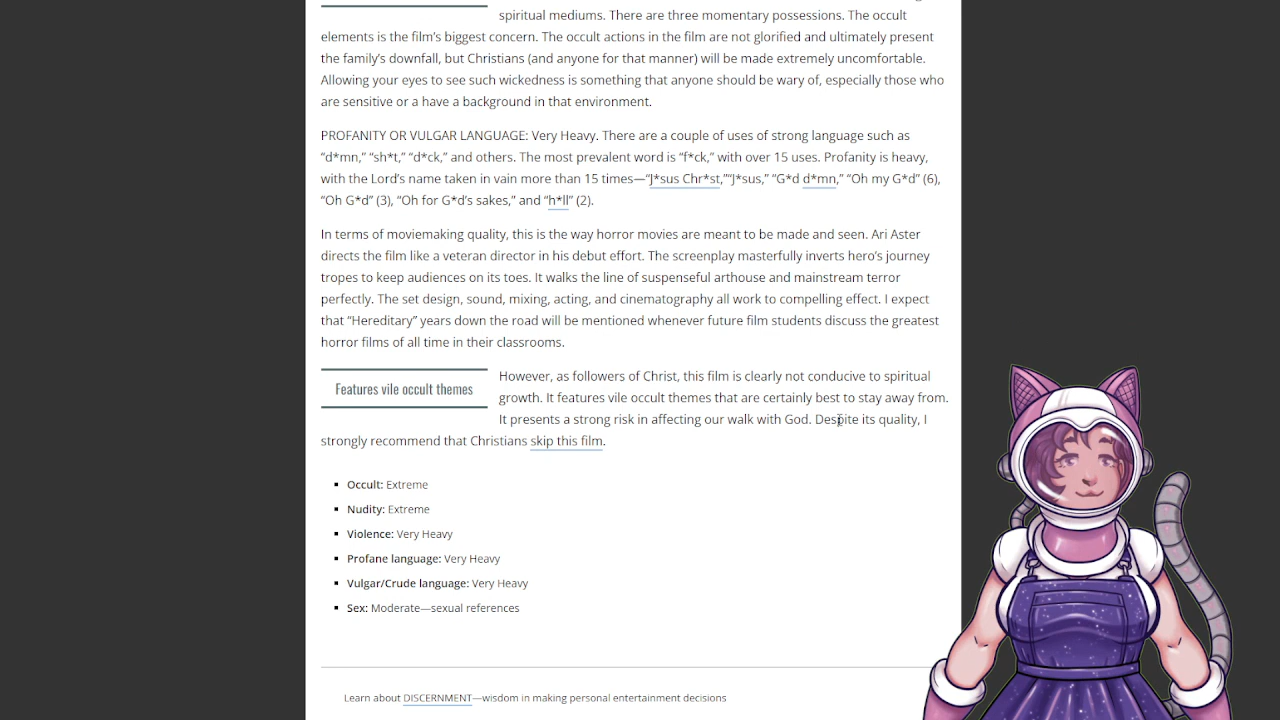 spiritual mediums. There are three momentary possessions. The occult
elements is the film's biggest concern. The occult actions in the film are not glorified and ultimately present
the family's downfall, but Christians (and anyone for that manner) will be made extremely uncomfortable.
Allowing your eyes to see such wickedness is something that anyone should be wary of, especially those who
are sensitive or a have a background in that environment.
PROFANITY OR VULGAR LANGUAGE: Very Heavy. There are a couple of uses of strong language such as
“d*mn,” “sh*t,” “d*ck,” and others. The most prevalent word is “f*ck,” with over 15 uses. Profanity is heavy,
with the Lord's name taken in vain more than 15 times—“J*sus Chr*st,”“J*sus,” “G*d d*mn,” “Oh my G*d” (6),
“Oh G*d” (3), “Oh for G*d's sakes,” and “h*ll” (2).
In terms of moviemaking quality, this is the way horror movies are meant to be made and seen. Ari Aster
directs the film like a veteran director in his debut effort. The screenplay masterfully inverts hero's journey
tropes to keep audiences on its toes. It walks the line of suspenseful arthouse and mainstream terror
perfectly. The set design, sound, mixing, acting, and cinematography all work to compelling effect. I expect
that “Hereditary” years down the road will be mentioned whenever future film students discuss the greatest
horror films of all time in their classrooms.
Features vile occult themes
However, as followers of Christ, this film is clearly not conducive to spiritual
growth. It features vile occult themes that are certainly best to stay away from.
It presents a strong risk in affecting our walk with God. Despite its quality, I
strongly recommend that Christians skip this film.
▪ Occult: Extreme
▪ Nudity: Extreme
▪ Violence: Very Heavy
▪ Profane language: Very Heavy
▪ Vulgar/Crude language: Very Heavy
▪ Sex: Moderate—sexual references
Learn about DISCERNMENT—wisdom in making personal entertainment decisions